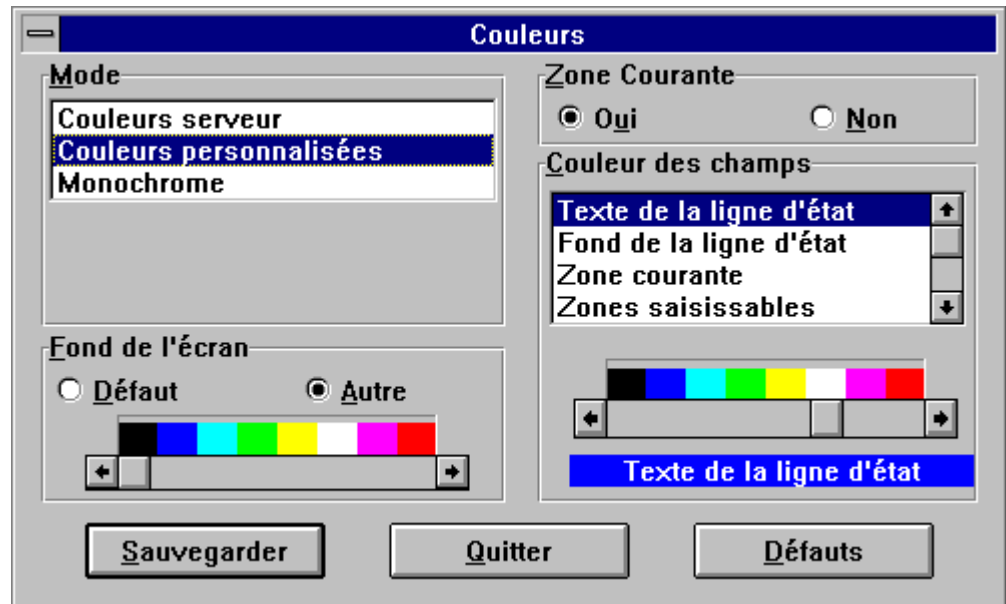 Couleurs
Mode
Couleurs serveur
Couleurs personnalisées
Monochrome
Zone Courante
Oui
Non
Couleur des champs
Texte de la ligne d'état
Fond de la ligne d'état
Zone courante
Zones saisissables
Fond de l'écran
Défaut
Autre
Texte de la ligne d'état
Sauvegarder
Quitter
Défauts